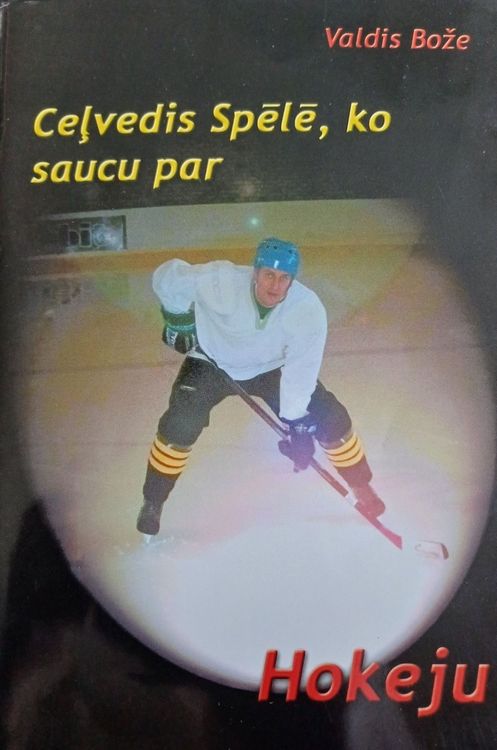 Valdis Bože
Ceļvedis Spēlē, ko
saucu par
Hokeju